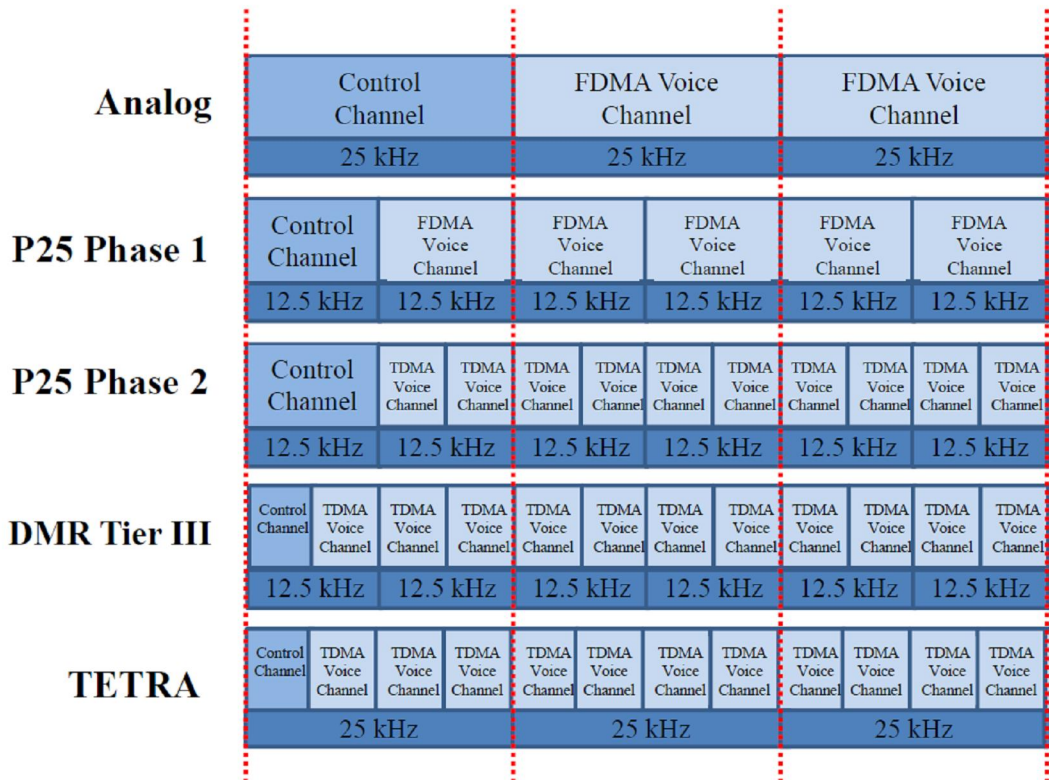 Analog
Control
Channel
FDMA Voice
Channel
FDMA Voice
Channel
25 kHz
25 kHz
25 kHz
P25 Phase 1
Control
Channel
FDMA
Voice
Channel
FDMA
Voice
Channel
FDMA
Voice
Channel
FDMA
Voice
Channel
FDMA
Voice
Channel
12.5 kHz
12.5 kHz
12.5 kHz
12.5 kHz
12.5 kHz
12.5 kHz
P25 Phase 2
Control
Channel
TDMA
Voice
Channel
TDMA
Voice
Channel
TDMA
Voice
Channel
TDMA
Voice
Channel
TDMA
Voice
Channel
TDMA
Voice
Channel
TDMA
Voice
Channel
TDMA
Voice
Channel
TDMA
Voice
Channel
TDMA
Voice
Channel
12.5 kHz
12.5 kHz
12.5 kHz
12.5 kHz
12.5 kHz
12.5 kHz
DMR Tier III
Control
Channel
TDMA
Voice
Channel
TDMA
Voice
Channel
TDMA
Voice
Channel
TDMA
Voice
Channel
TDMA
Voice
Channel
TDMA
Voice
Channel
TDMA
Voice
Channel
TDMA
Voice
Channel
TDMA
Voice
Channel
TDMA
Voice
Channel
TDMA
Voice
Channel
12.5 kHz
12.5 kHz
12.5 kHz
12.5 kHz
12.5 kHz
12.5 kHz
TETRA
Control
Channel
TDMA
Voice
Channel
TDMA
Voice
Channel
TDMA
Voice
Channel
TDMA
Voice
Channel
TDMA
Voice
Channel
TDMA
Voice
Channel
TDMA
Voice
Channel
TDMA
Voice
Channel
TDMA
Voice
Channel
TDMA
Voice
Channel
TDMA
Voice
Channel
25 kHz
25 kHz
25 kHz